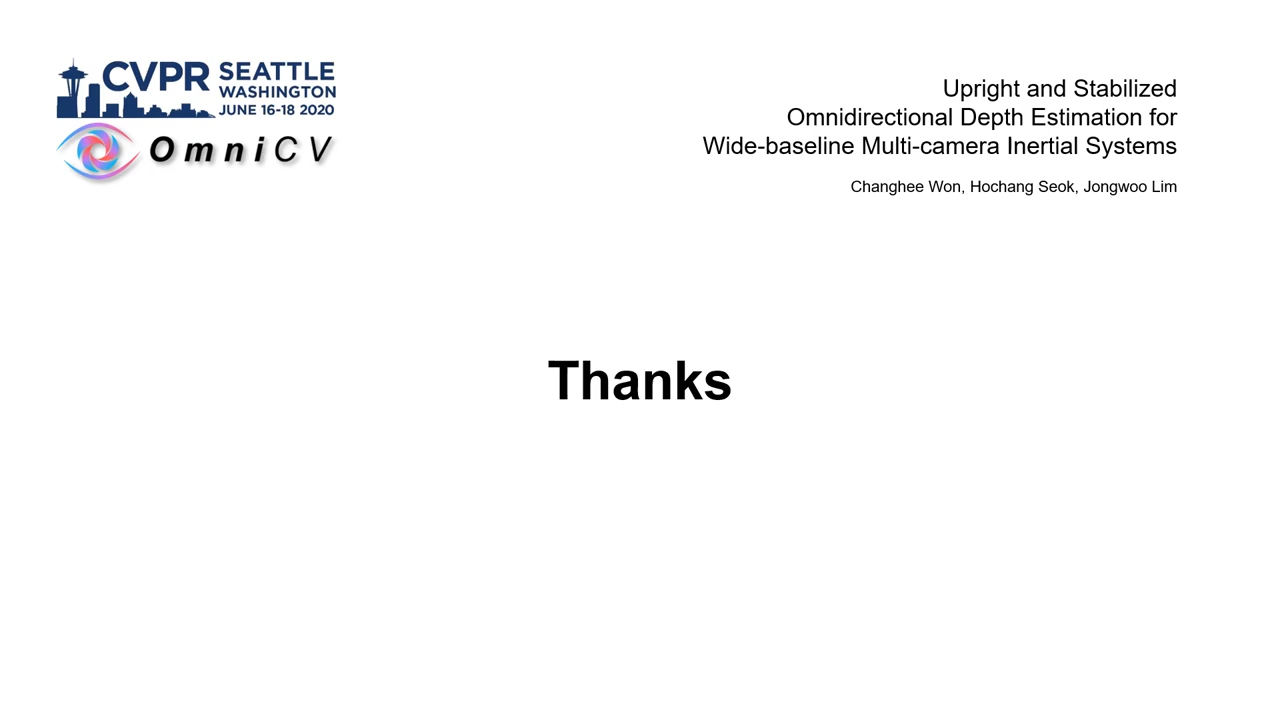 CVPR SEATTLE
WASHINGTON
JUNE 16-18 2020
OmniCV
Upright and Stabilized
Omnidirectional Depth Estimation for
Wide-baseline Multi-camera Inertial Systems
Changhee Won, Hochang Seok, Jongwoo Lim
Thanks